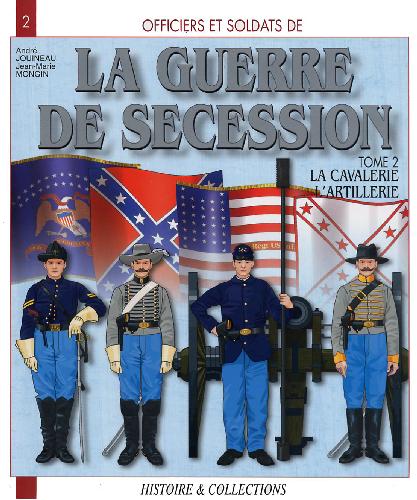 2
OFFICIERS ET SOLDATS DE
André
JOUINEAU
Jean-Marie
MONGIN
LA GUERRE
DE SECESSION
TOME 2
LA CAVALERIE
L'ARTILLERIE
HISTOIRE & COLLECTIONS